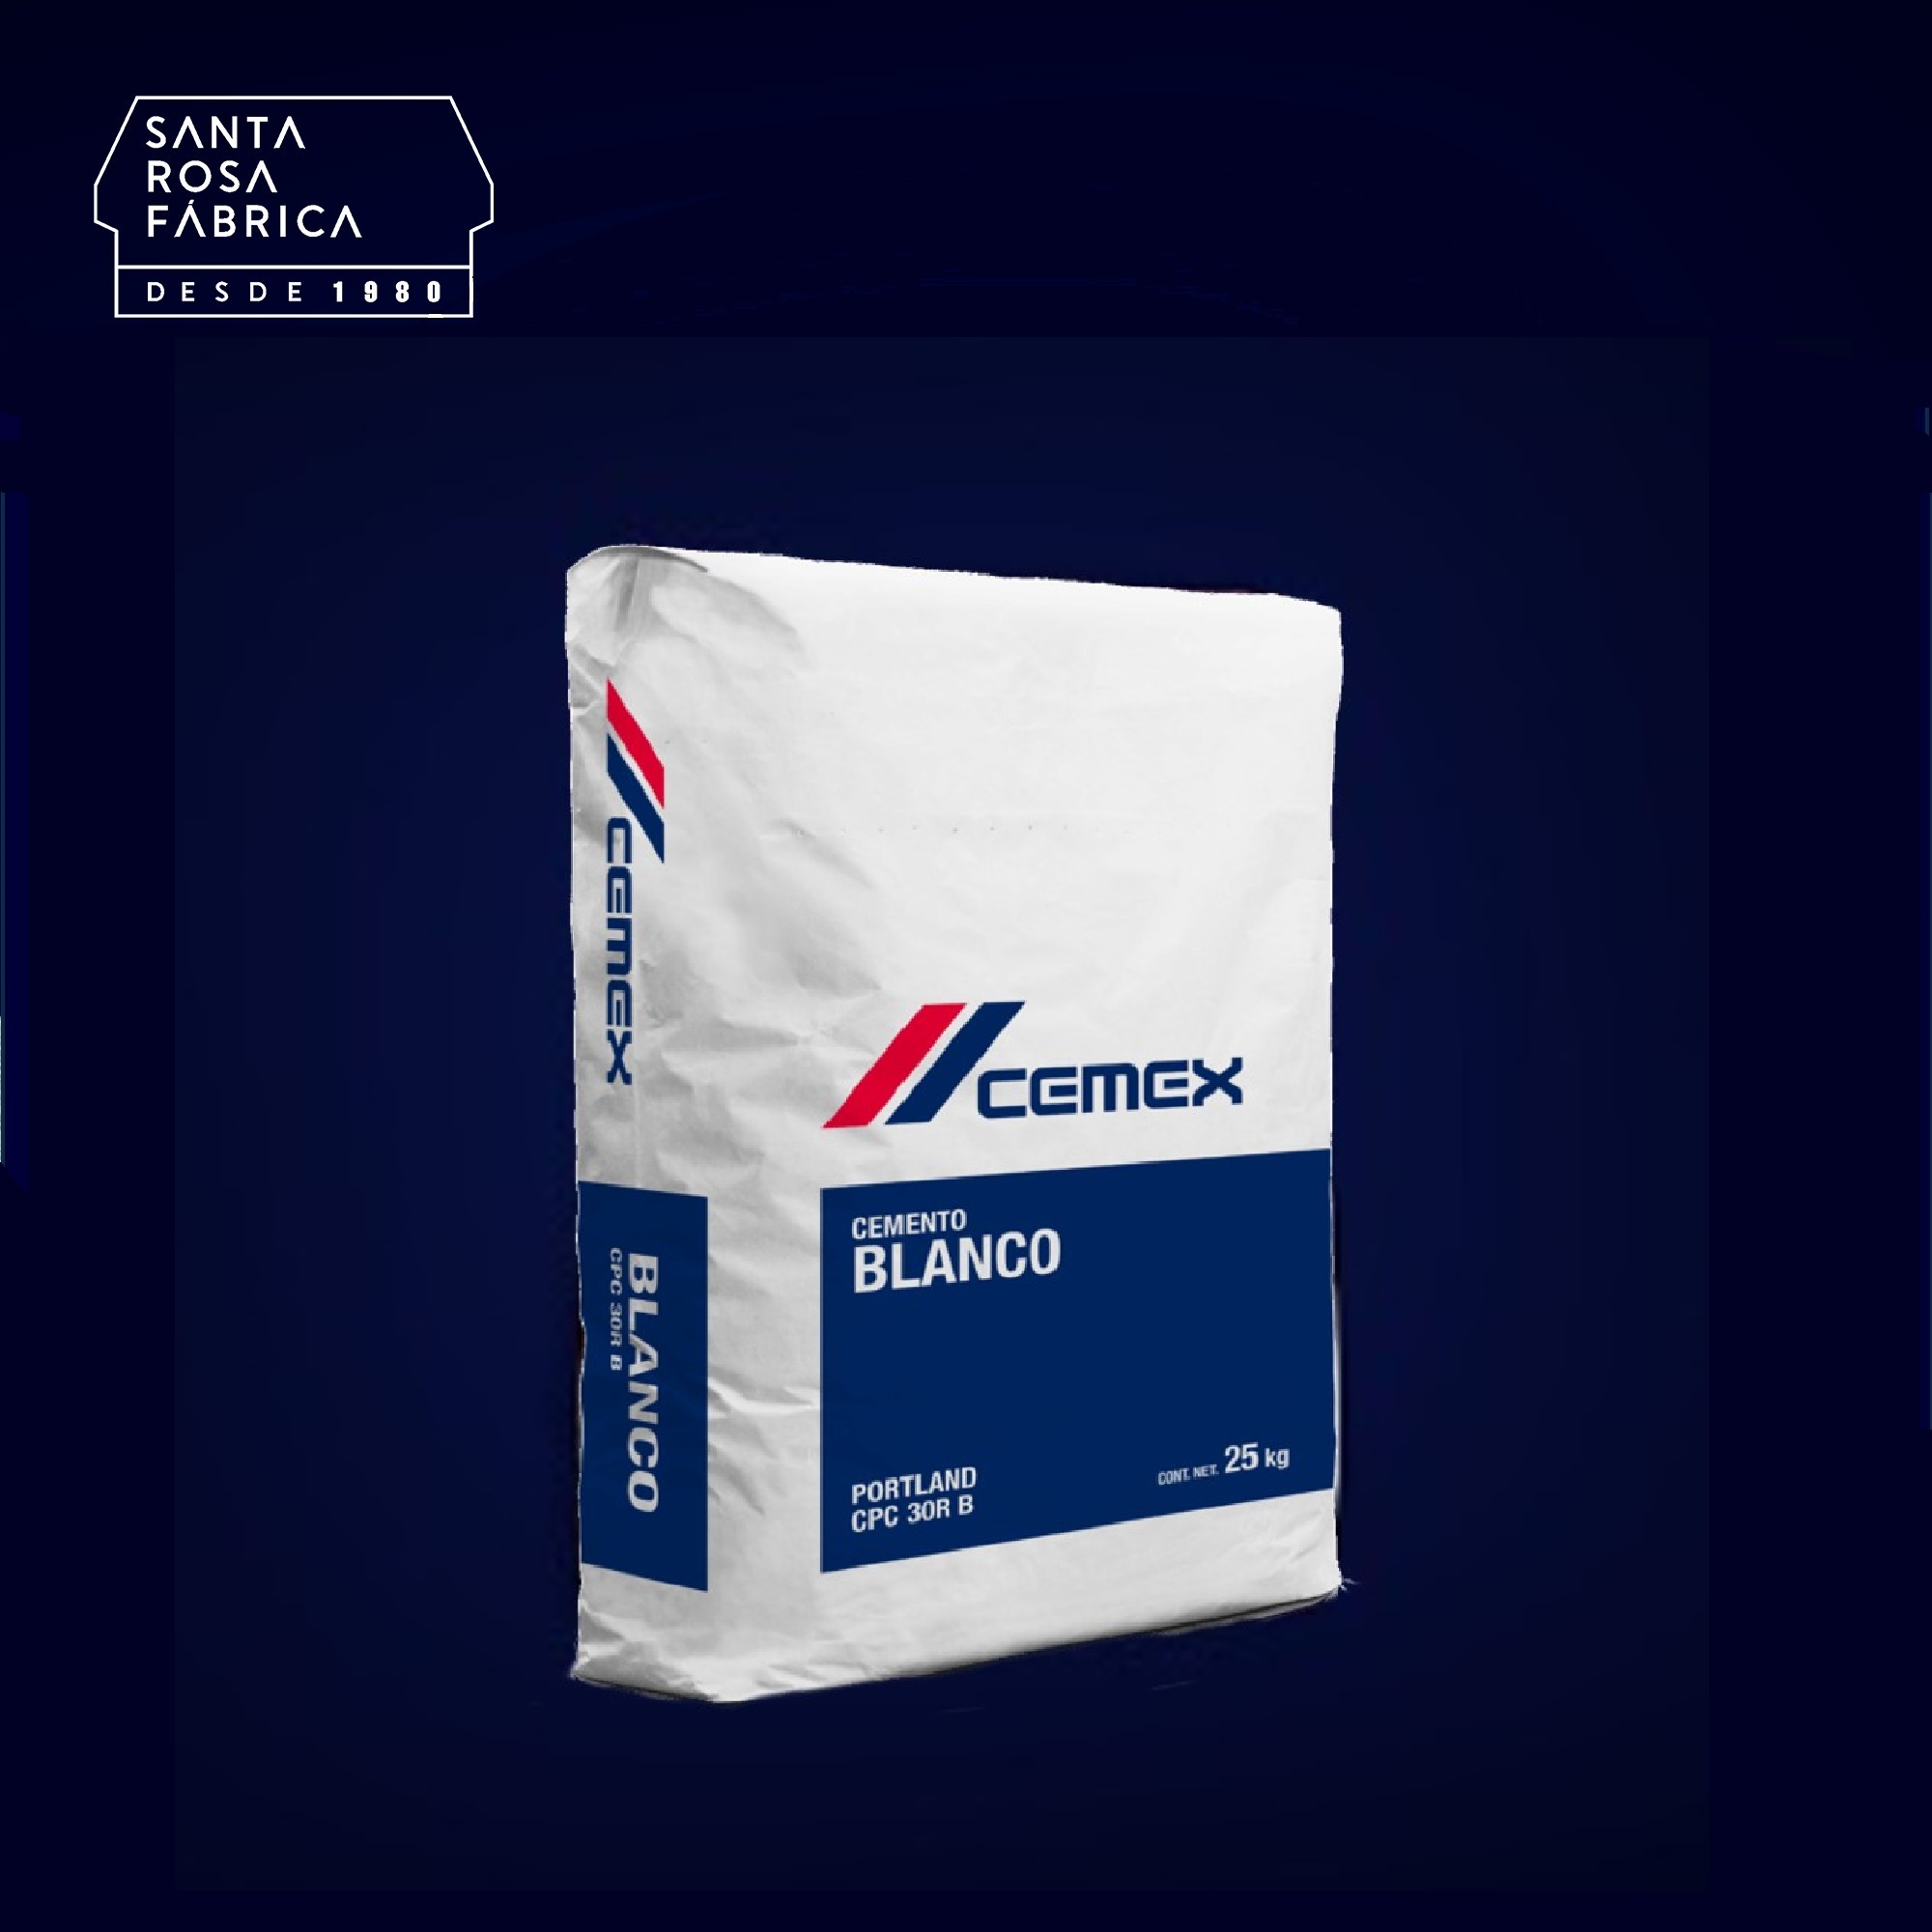 SANTA
ROSA
FÁBRICA
DESDE 1980
CEMEX
CEMEX
CEMENTO
BLANCO
BLANCO
CPC 30R B
PORTLAND
CPC 30R B
CONT. NET. 25 kg